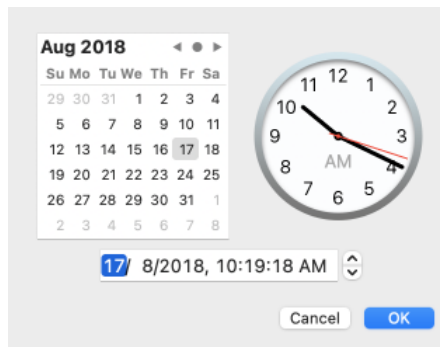 Aug 2018
Su Mo Tu We Th Fr Sa
29 30 31 1 2 3 4
5 6 7 8 9 10 11
12 13 14 15 16 17 18
19 20 21 22 23 24 25
26 27 28 29 30 31 1
2 3 4 5 6 7 8
12
11 1
10 2
9 3
AM
8 4
7 5
6
17/ 8/2018, 10:19:18 AM
Cancel OK